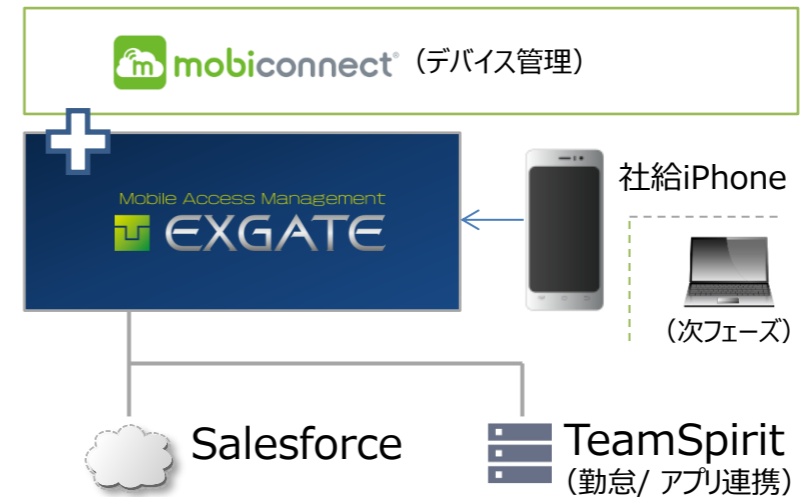 mobiconnect® (デバイス管理)
Mobile Access Management
EXGATE
社給iPhone
(次フェーズ)
Salesforce
TeamSpirit
(勤怠/ アプリ連携)